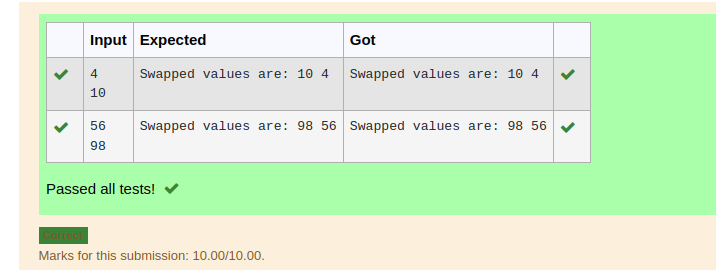 Input Expected Got
4 Swapped values are: 10 4 Swapped values are: 10 4
10
56 Swapped values are: 98 56 Swapped values are: 98 56
98
Passed all tests!
Correct
Marks for this submission: 10.00/10.00.